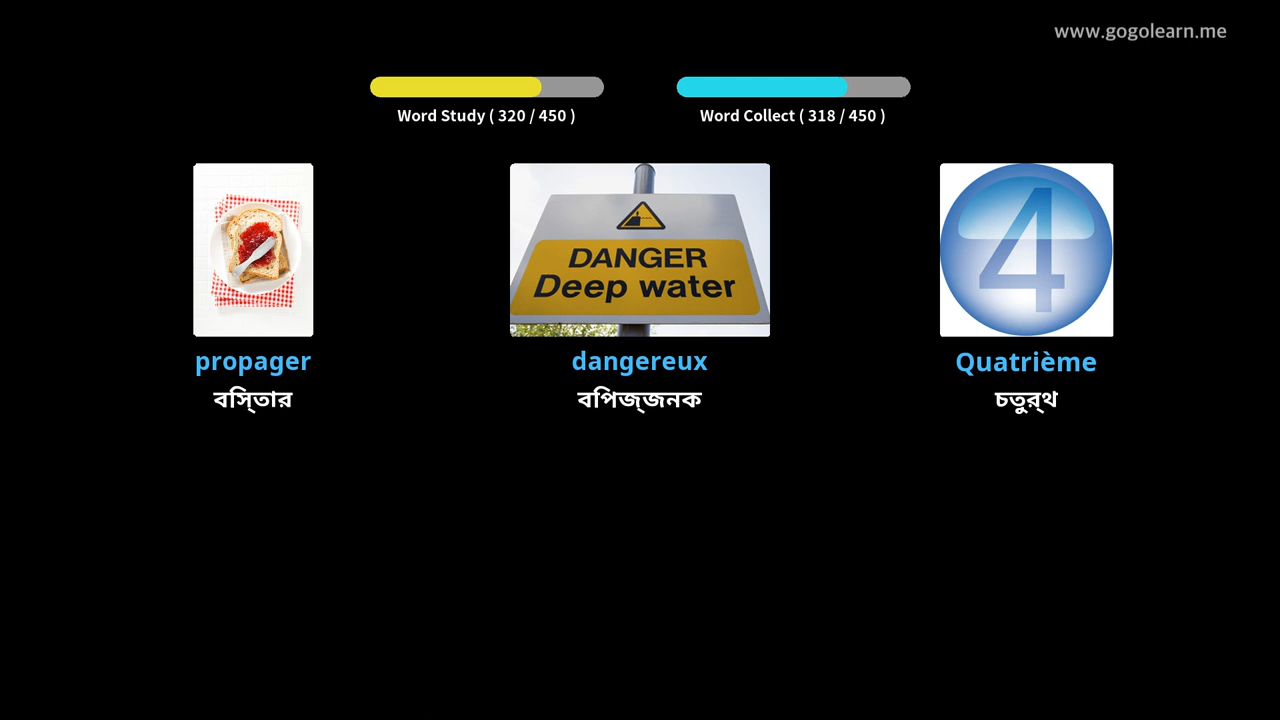 www.gogolearn.me
Word Study ( 320 / 450 )
Word Collect ( 318 / 450 )
DANGER
Deep water
4
propager
dangereux
Quatrième
বিস্তার
বিপজ্জনক
চতুর্থ